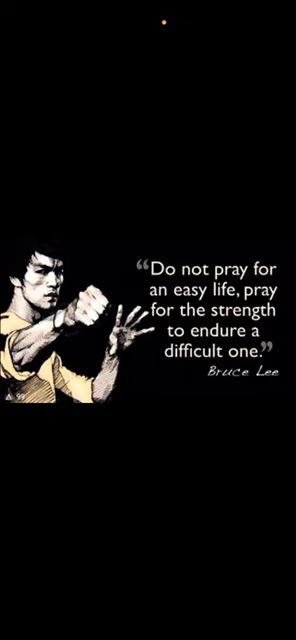 “Do not pray for
an easy life, pray
for the strength
to endure a
difficult one.”
Bruce Lee